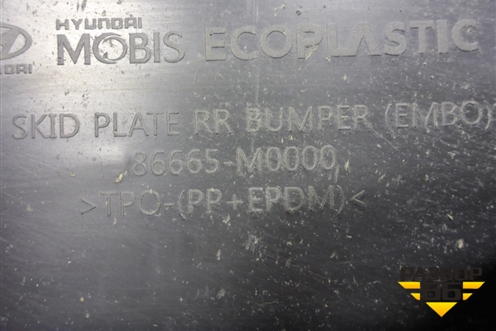 HYUNDAI
MOBIS ECOPLASTIC
SKID PLATE RR BUMPER (EMBO)
86665-M0000
>TPO-(PP+EPDM)<